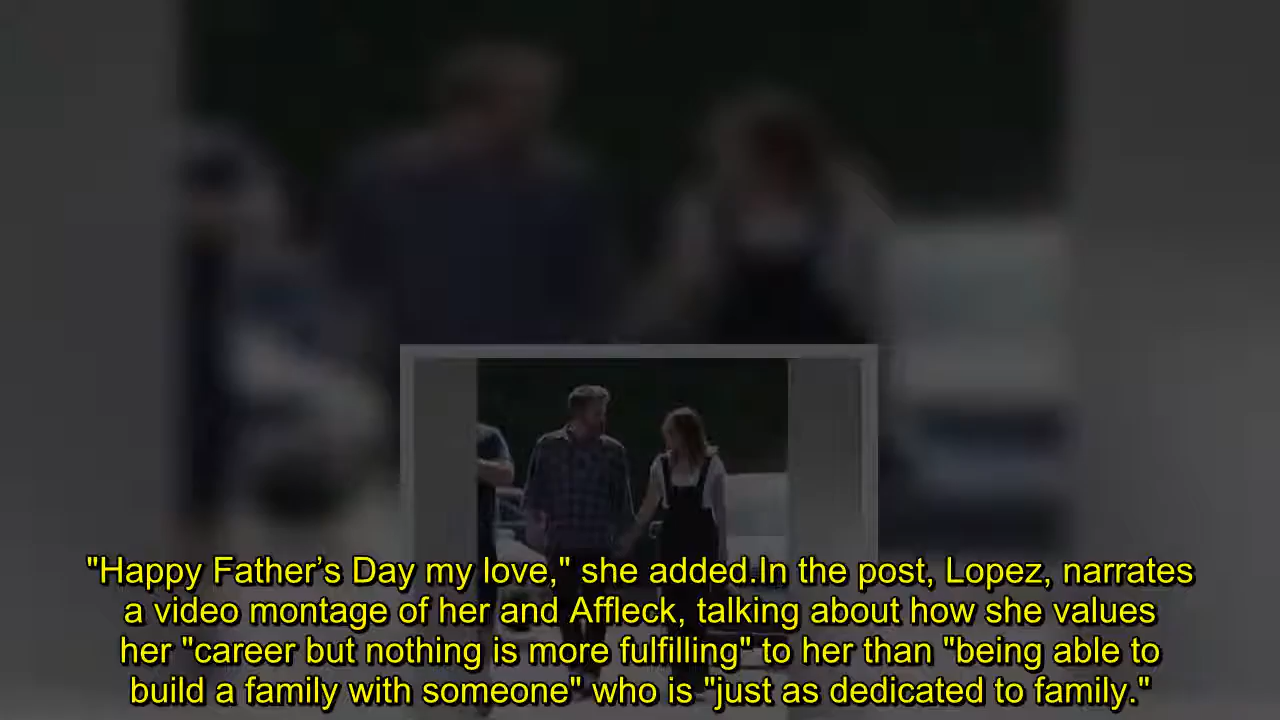 "Happy Father’s Day my love," she added.In the post, Lopez, narrates
a video montage of her and Affleck, talking about how she values
her "career but nothing is more fulfilling" to her than "being able to
build a family with someone" who is "just as dedicated to family."